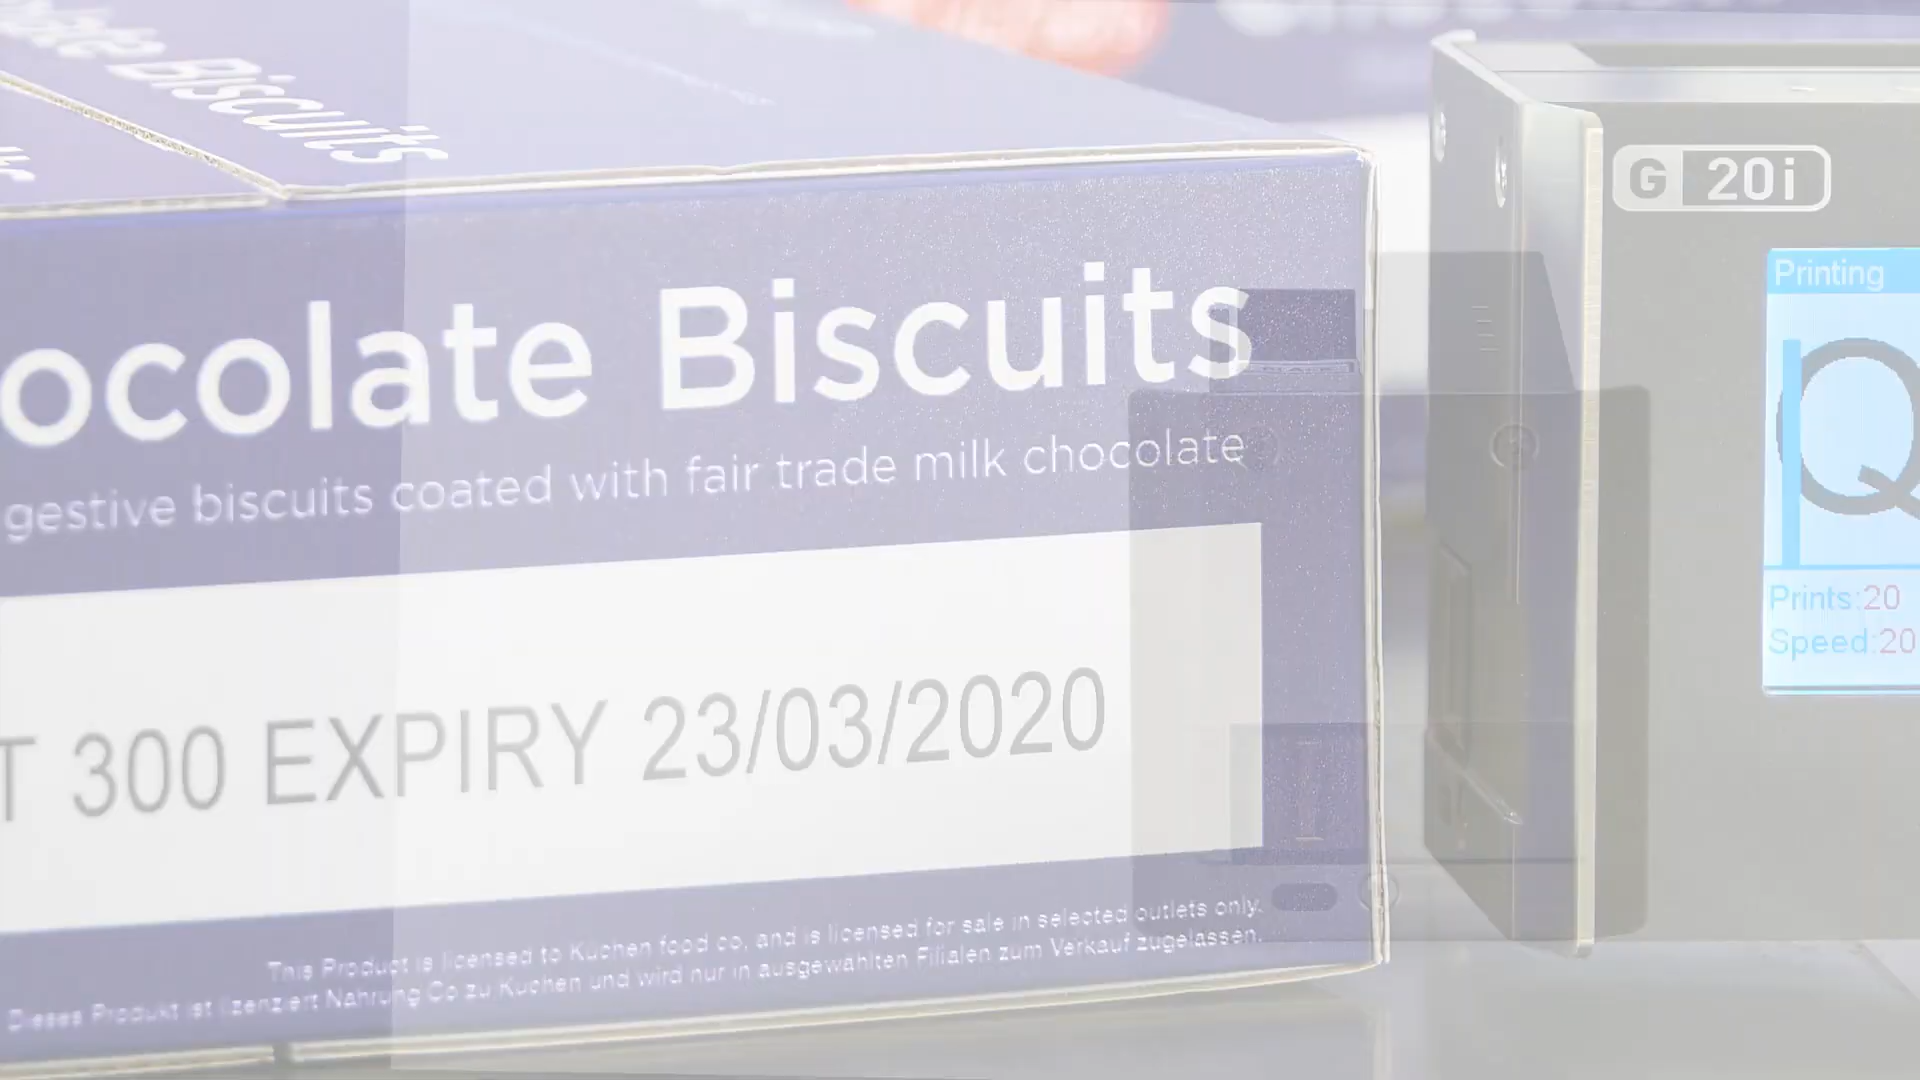 Biscuits
G 20i
Printing
Q
Prints:20
Speed:20
ocolate Biscuits
gestive biscuits coated with fair trade milk chocolate
T 300 EXPIRY 23/03/2020
This Product is licensed to Kuchen food co, and is licensed for sale in selected outlets only.
Dieses Produkt ist lizenziert Nahrung Co zu Kuchen und wird nur in ausgewählten Filialen zum Verkauf zugelassen.